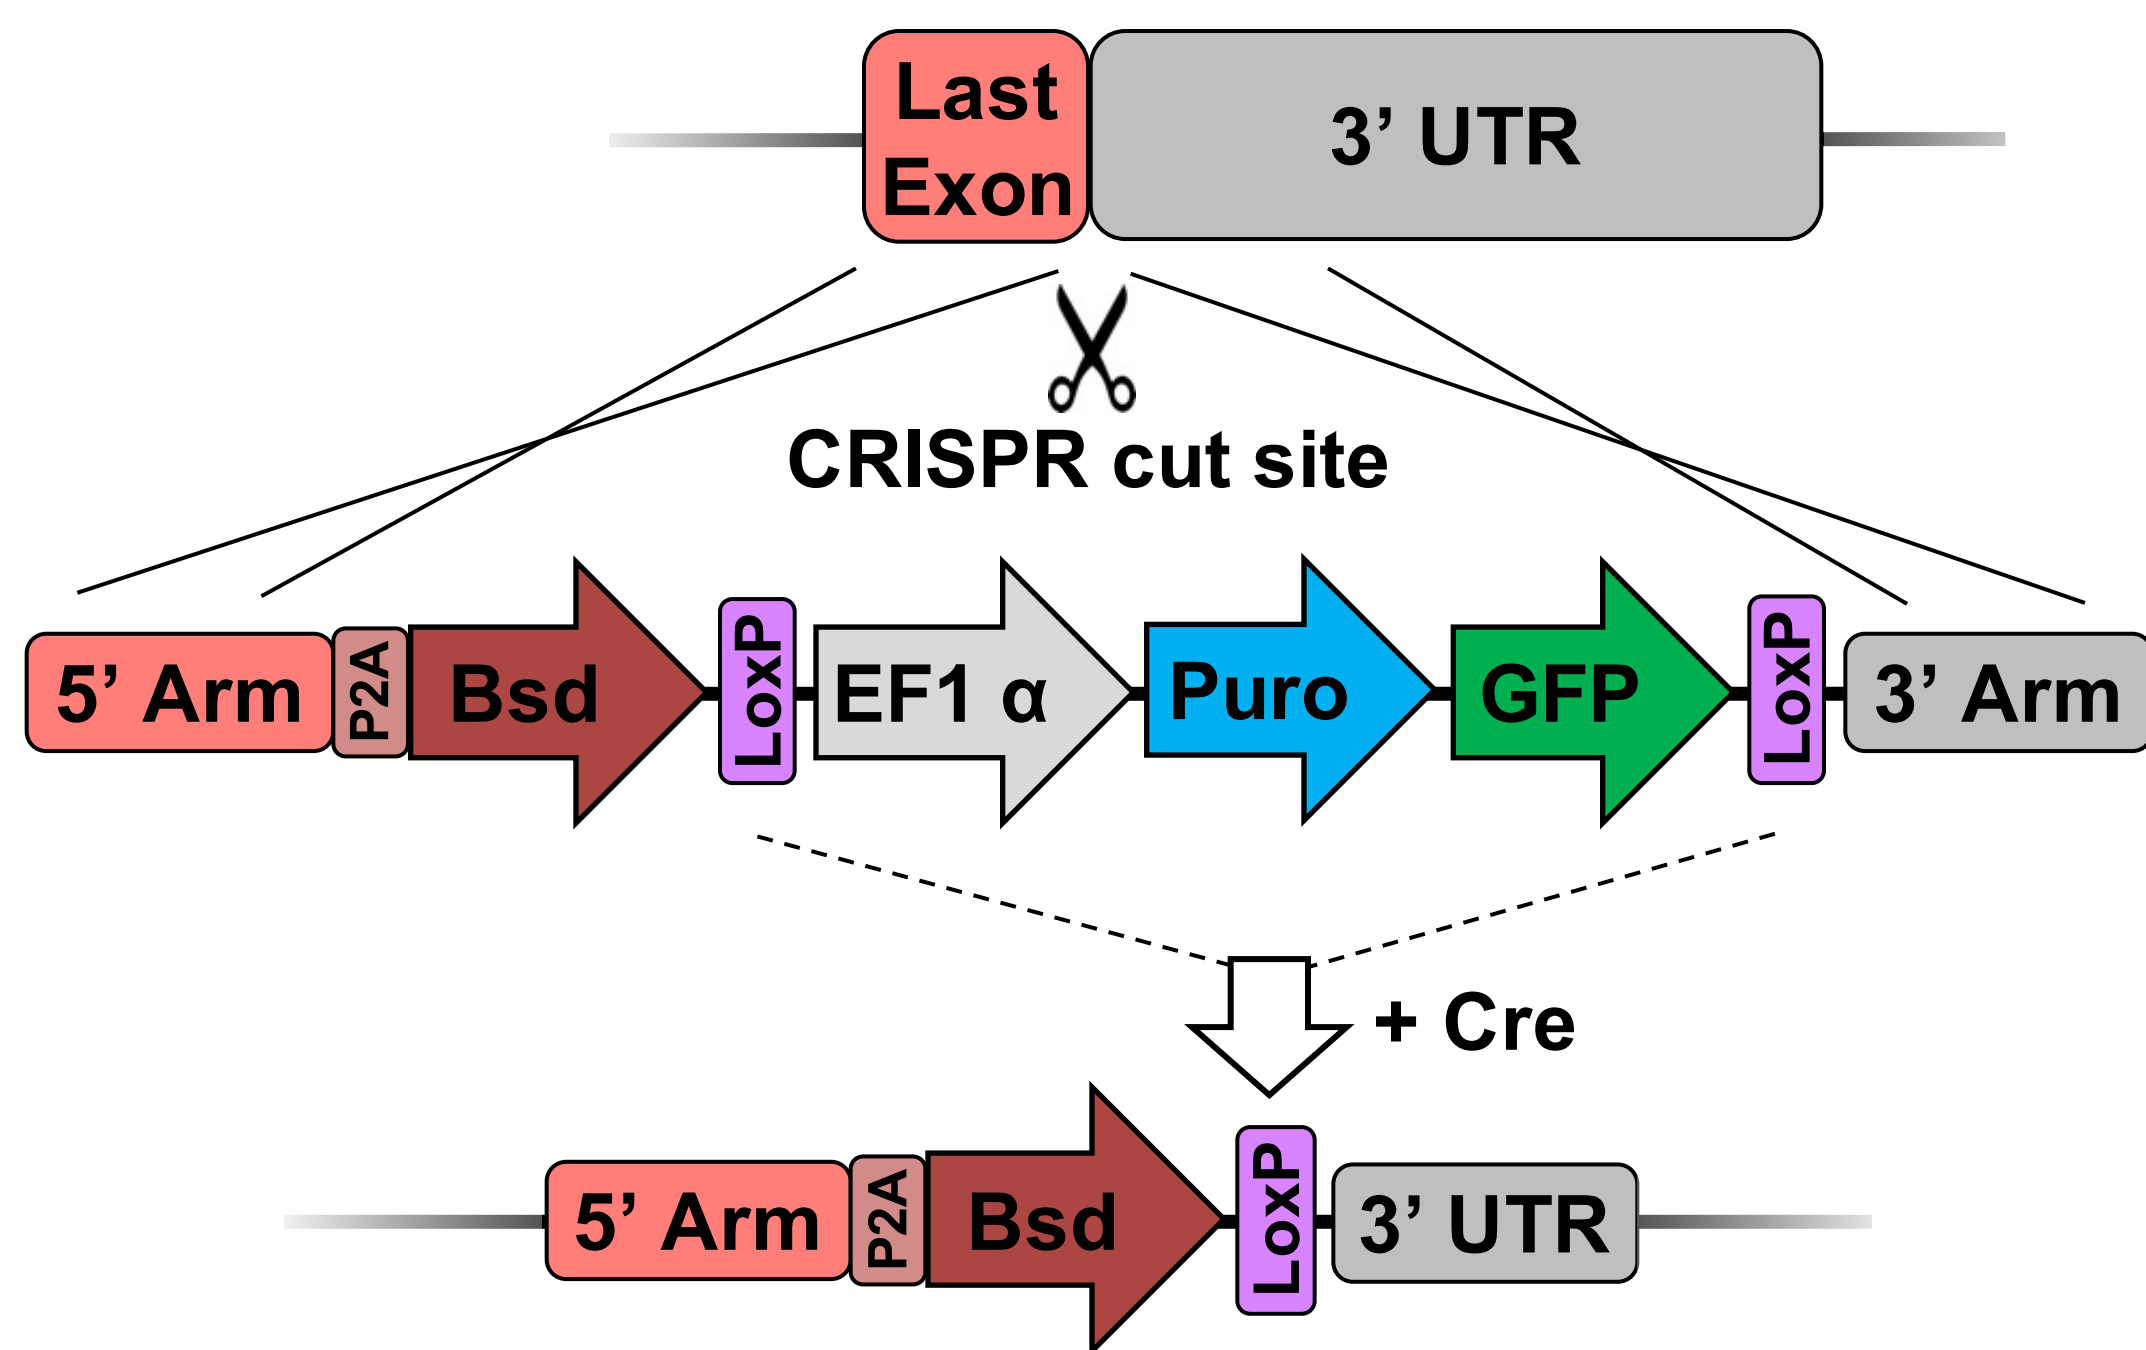 Last
Exon
3’ UTR
CRISPR cut site
5’ Arm
P2A
Bsd
LoxP
EF1 α
Puro
GFP
LoxP
3’ Arm
+ Cre
5’ Arm
P2A
Bsd
LoxP
3’ UTR